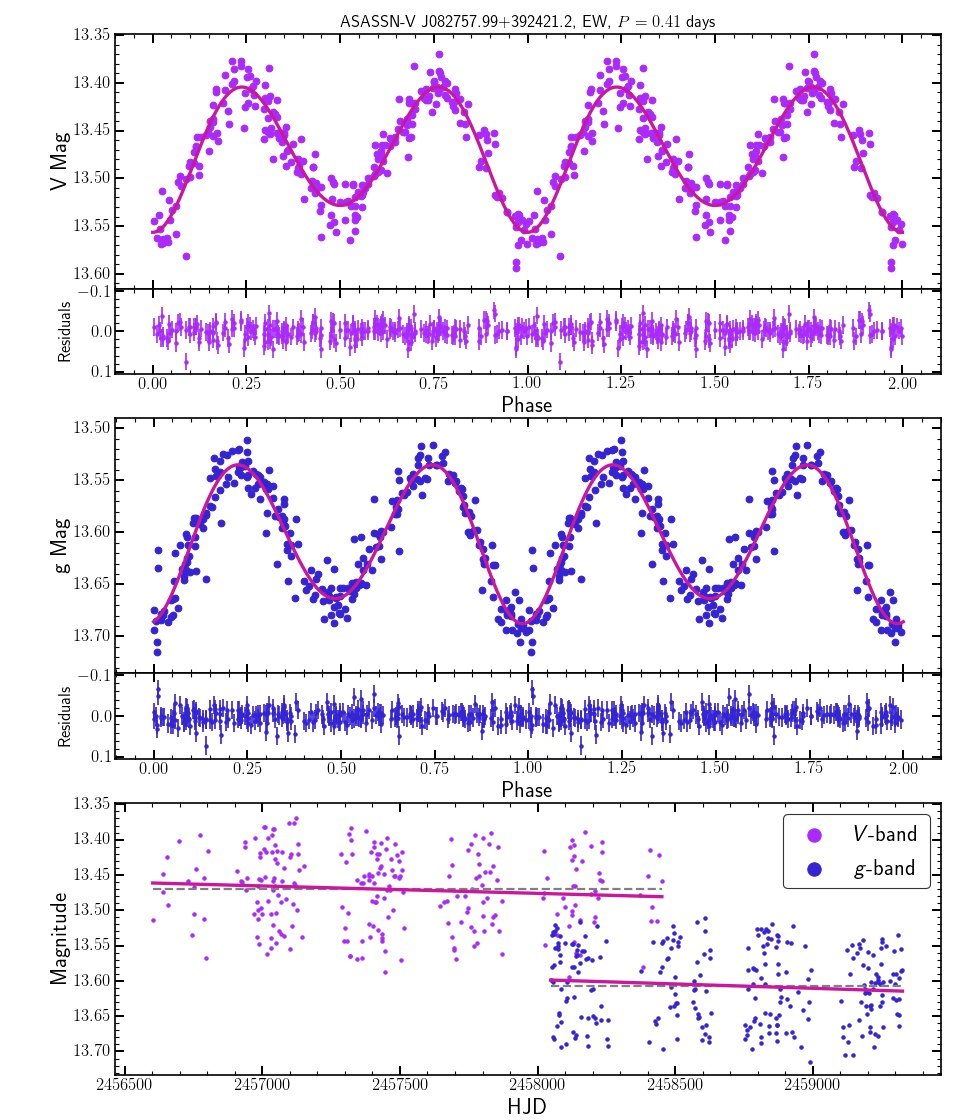 ASASSN-V J082757.99+392421.2, EW, P = 0.41 days
13.35
13.40
13.45
13.50
13.55
13.60
V Mag
−0.1
0.0
0.1
Residuals
0.00 0.25 0.50 0.75 1.00 1.25 1.50 1.75 2.00
Phase
13.50
13.55
13.60
13.65
13.70
g Mag
−0.1
0.0
0.1
Residuals
0.00 0.25 0.50 0.75 1.00 1.25 1.50 1.75 2.00
Phase
13.35
13.40
13.45
13.50
13.55
13.60
13.65
13.70
Magnitude
V-band
g-band
2456500 2457000 2457500 2458000 2458500 2459000
HJD